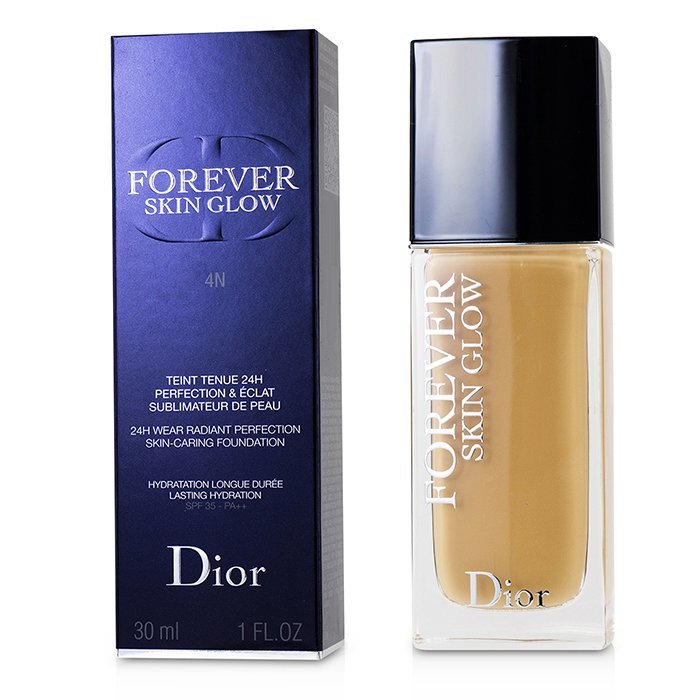 FOREVER
SKIN GLOW
4N
TEINT TENUE 24H
PERFECTION & ÉCLAT
SUBLIMATEUR DE PEAU
24H WEAR RADIANT PERFECTION
SKIN-CARING FOUNDATION
HYDRATATION LONGUE DURÉE
LASTING HYDRATION
SPF 35 - PA++
Dior
30 ml 1 FL.OZ
FOREVER
SKIN GLOW
Dior